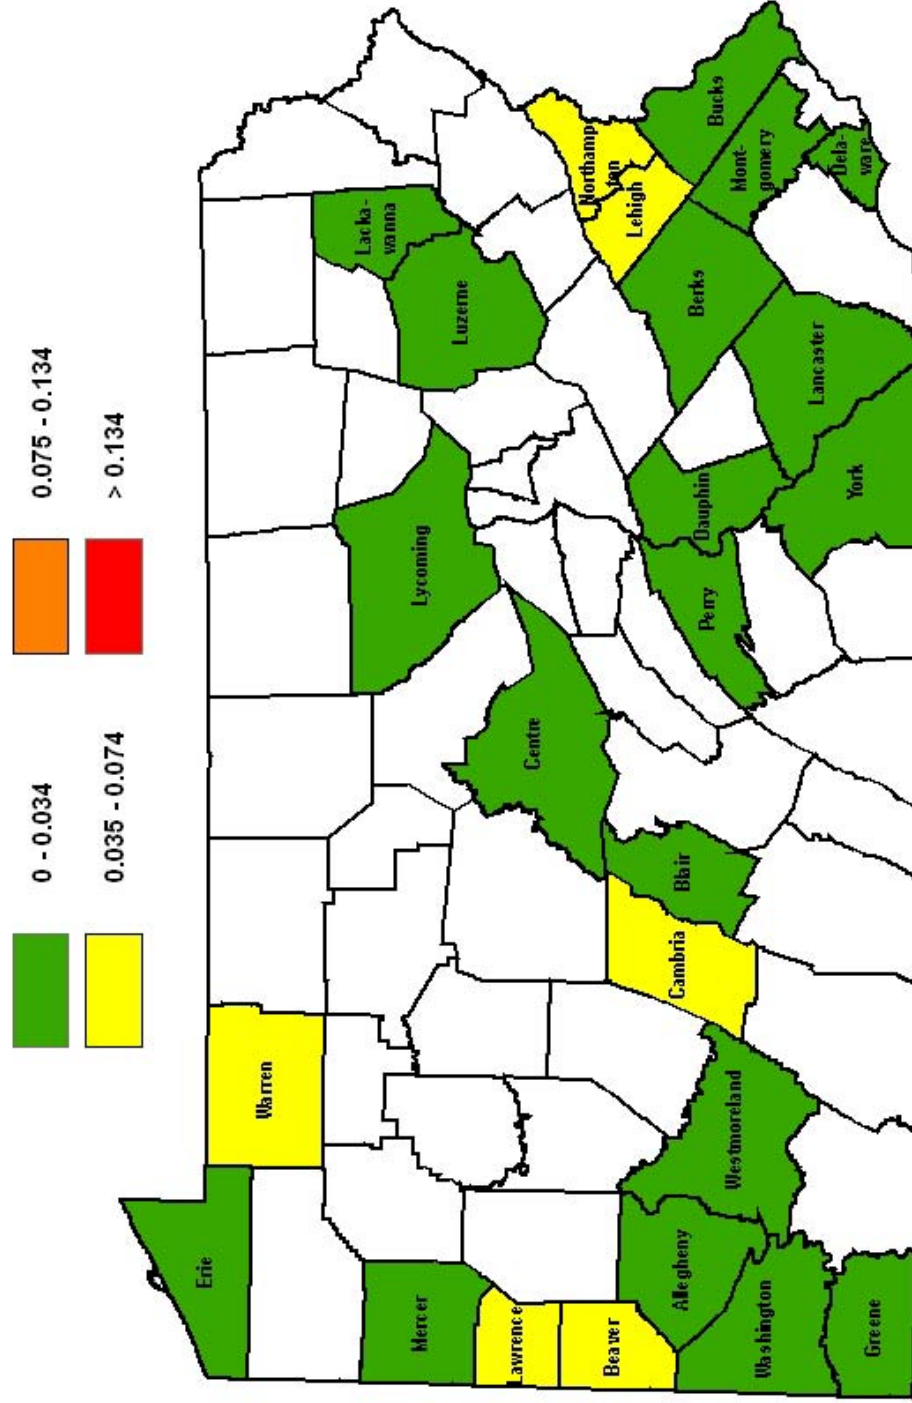 0 - 0.034
0.075 - 0.134
0.035 - 0.074
> 0.134
Erie
Warren
Lacka-
wanna
Mercer
Lycoming
Luzerne
Lawrence
Centre
Northamp
ton
Beaver
Lehigh
Cambria
Allegheny
Blair
Berks
Dauphin
Perry
Bucks
Westmoreland
Mont-
gomery
Washington
Lancaster
Dela-
ware
York
Greene